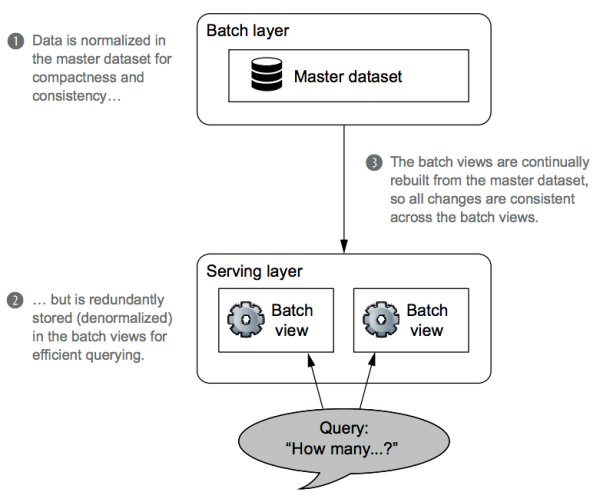 Batch layer
1 Data is normalized in
the master dataset for
compactness and
consistency…
Master dataset
3 The batch views are continually
rebuilt from the master dataset,
so all changes are consistent
across the batch views.
Serving layer
2 … but is redundantly
stored (denormalized)
in the batch views for
efficient querying.
Batch
view
Batch
view
Query:
“How many...?”